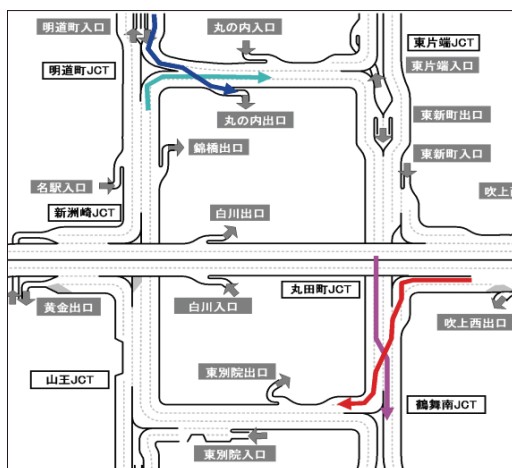 明道町入口
丸の内入口
東片端JCT
東片端入口
明道町JCT
丸の内出口
東新町出口
錦橋出口
東新町入口
名駅入口
吹上西
新洲崎JCT
白川出口
黄金出口
白川入口
丸田町JCT
吹上西出口
東別院出口
山王JCT
鶴舞南JCT
東別院入口